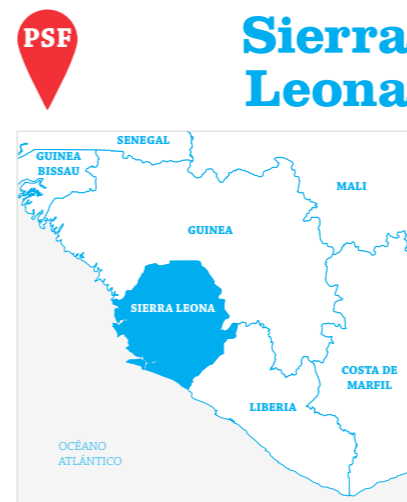 PSF
Sierra
Leona
SENEGAL
GUINEA
BISSAU
MALI
GUINEA
SIERRA LEONA
COSTA DE
MARFIL
LIBERIA
OCÉANO
ATLÁNTICO